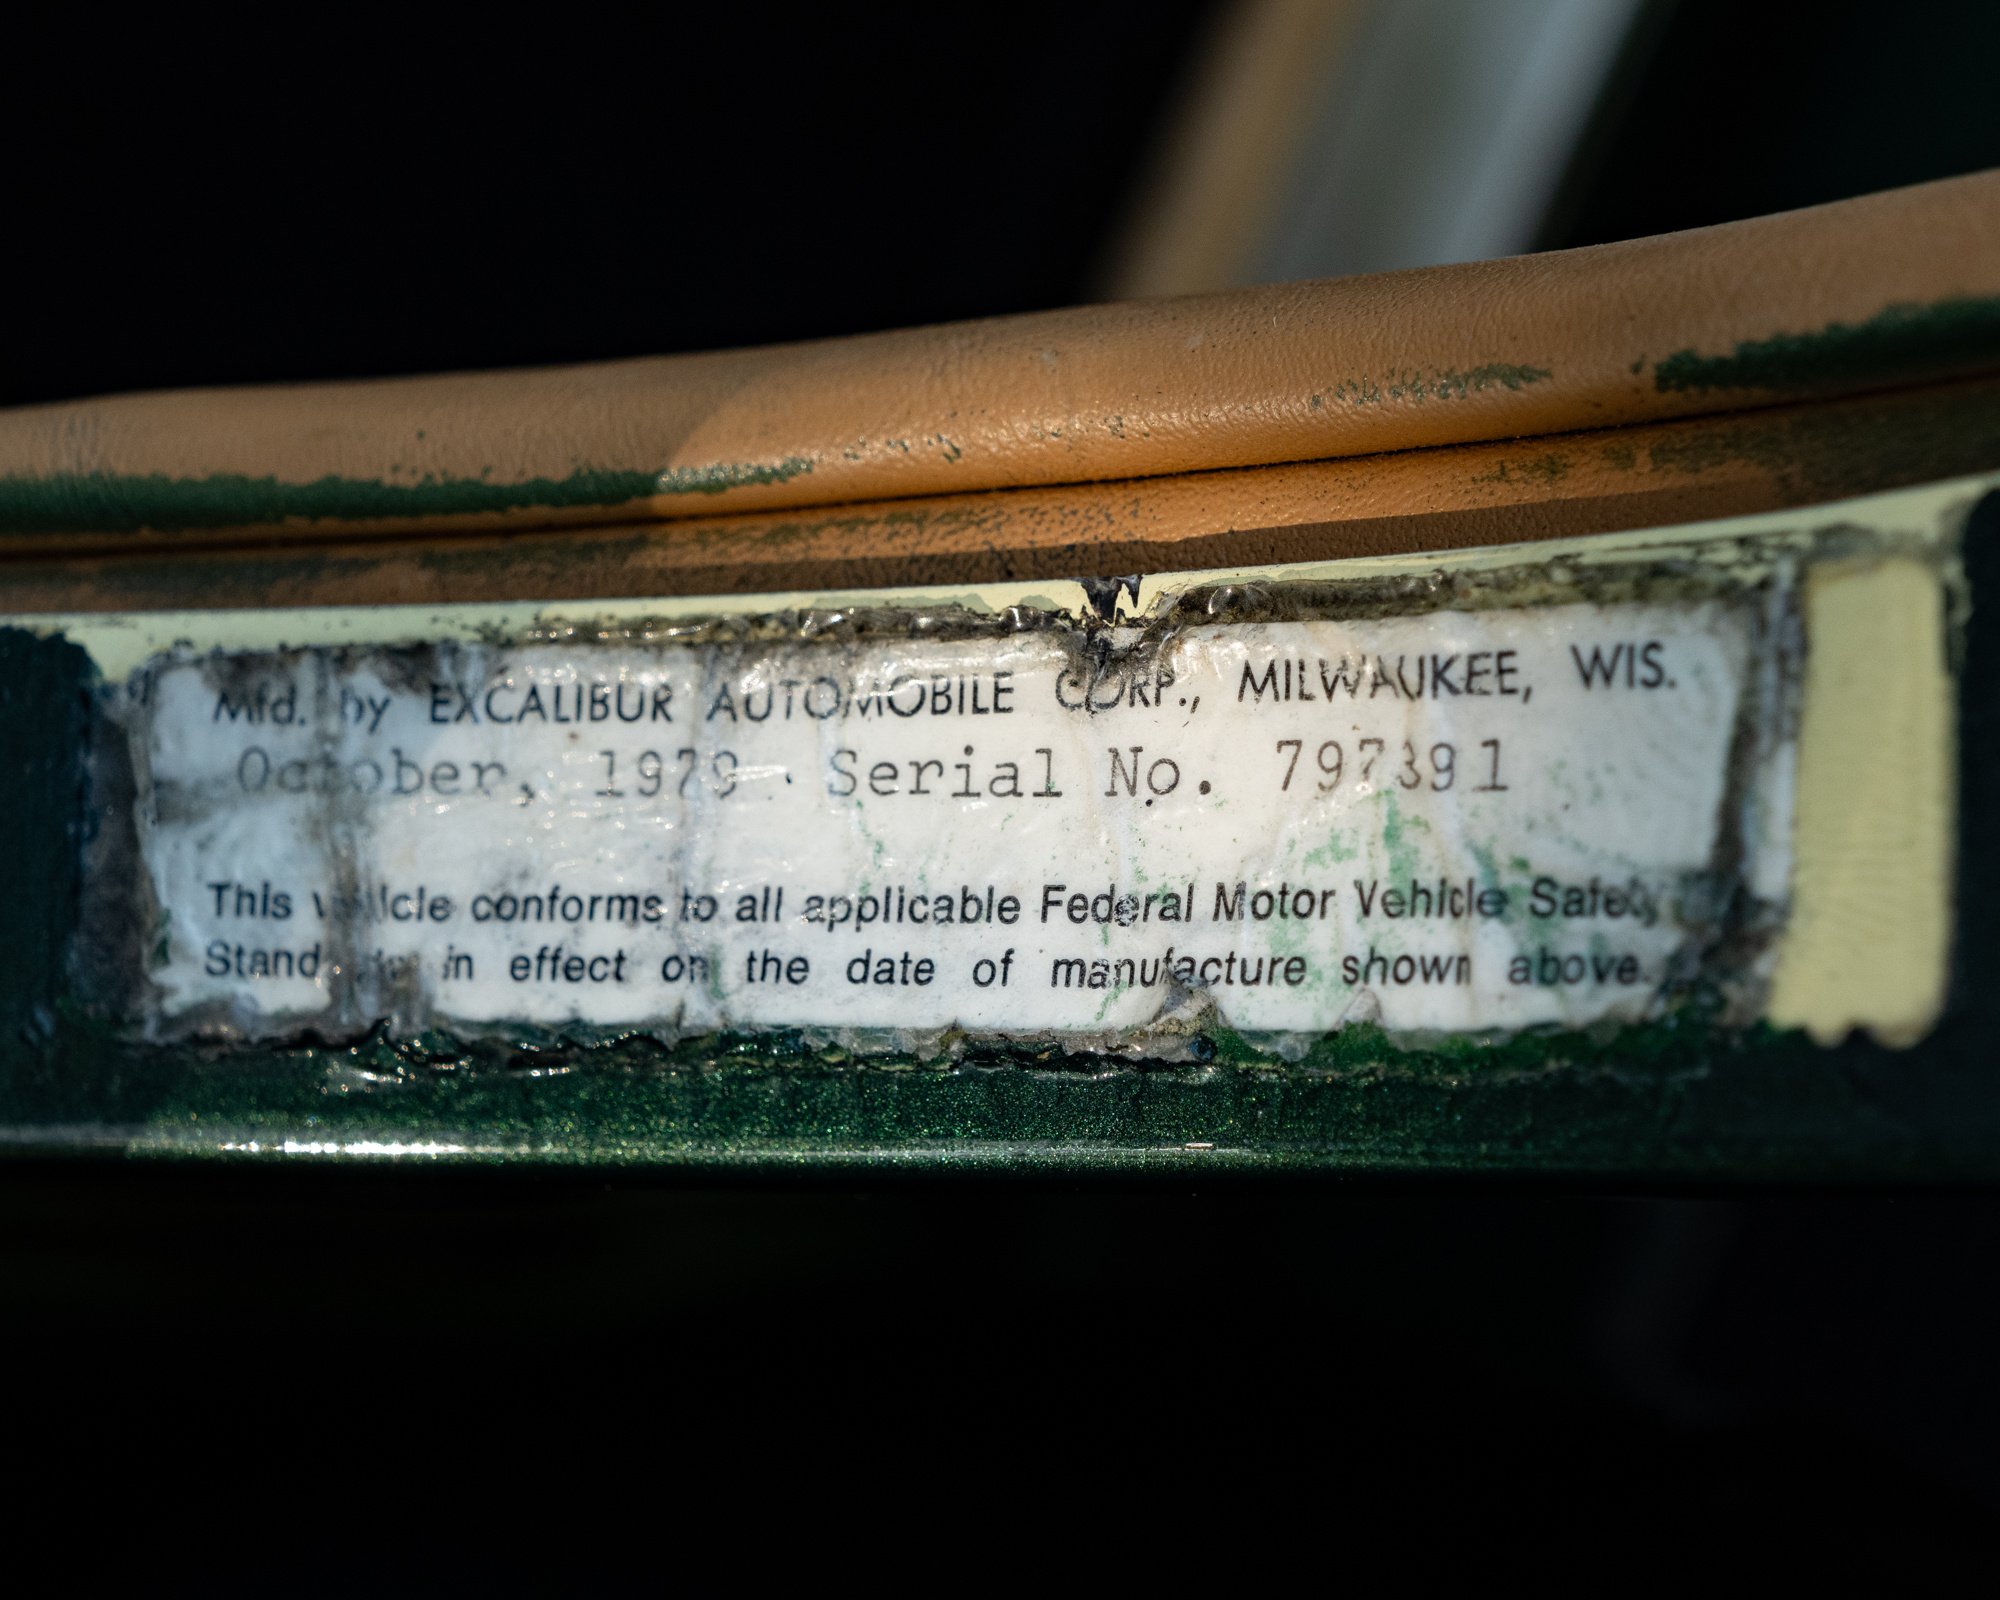 Mfd. by EXCALIBUR AUTOMOBILE CORP., MILWAUKEE, WIS.
October, 1979 Serial No. 797391
This vehicle conforms to all applicable Federal Motor Vehicle Safety
Standards in effect on the date of manufacture shown above.